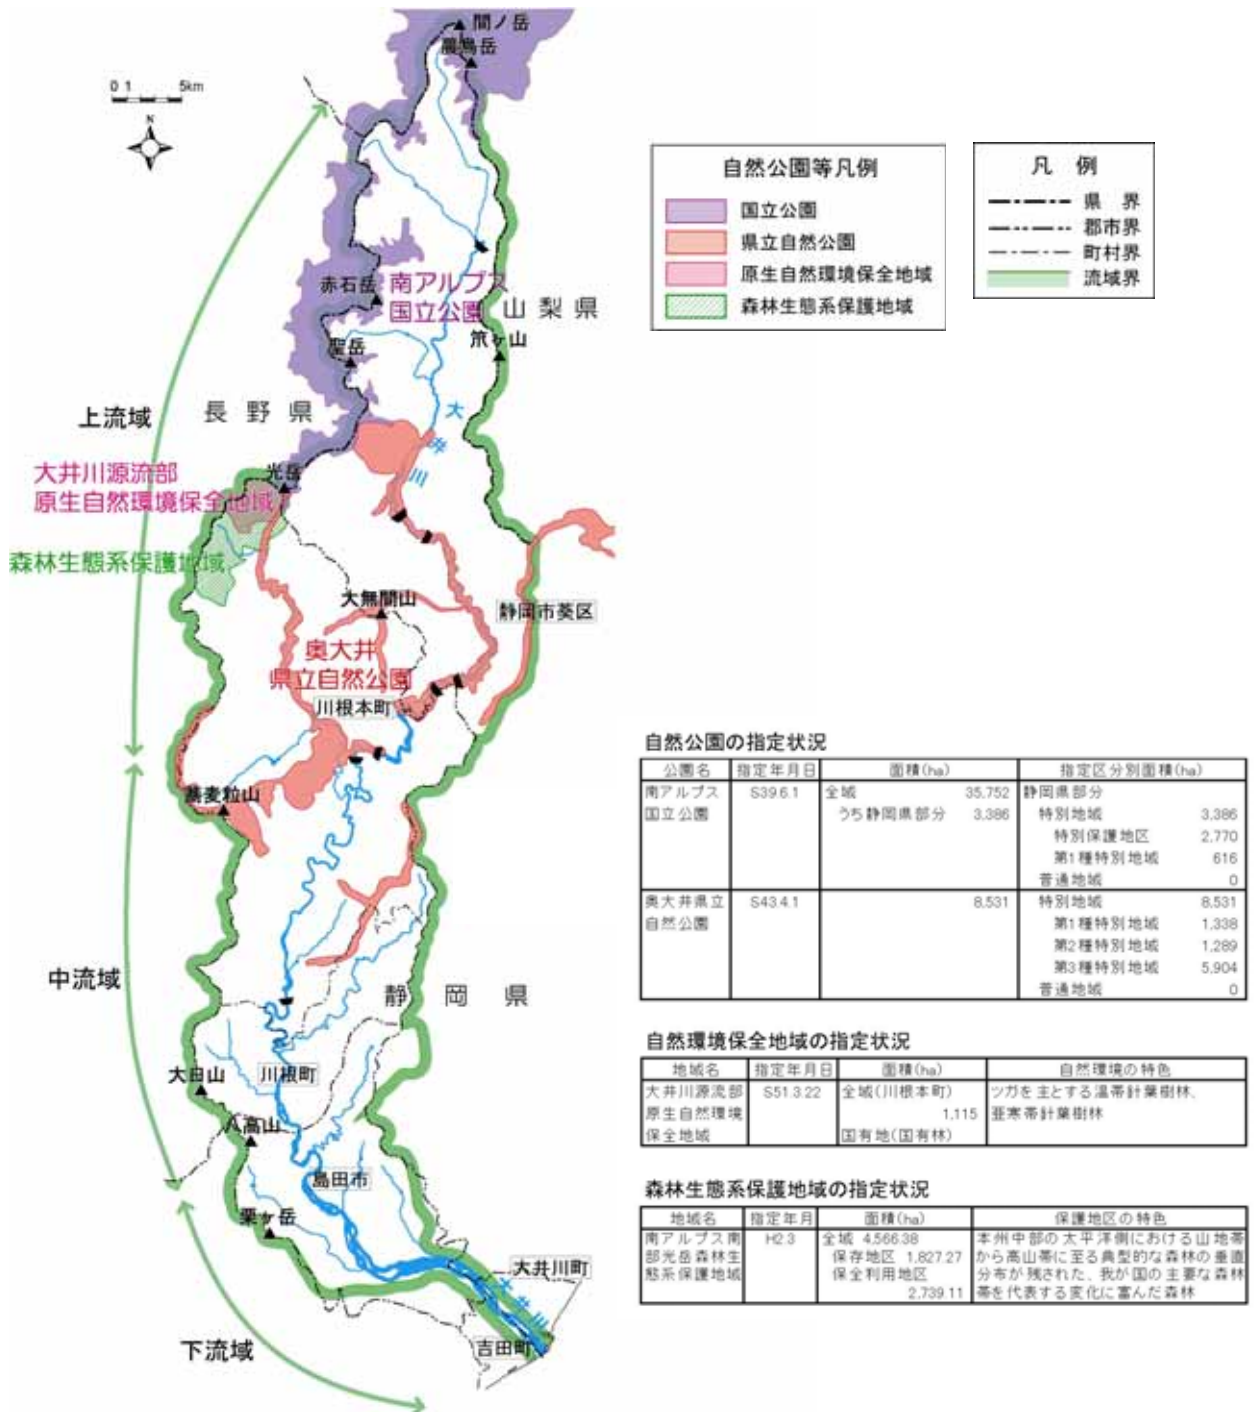 間ノ岳
農鳥岳
0 1 5km
N
赤石岳
南アルプス
国立公園
山梨県
笊ヶ山
聖岳
上流域
長野県
大井川
大井川源流部
原生自然環境保全地域
光岳
森林生態系保護地域
大無間山
静岡市葵区
奥大井
県立自然公園
川根本町
蕎麦粒山
中流域
静岡県
大日山
川根町
八高山
島田市
粟ヶ岳
大井川町
大井川
吉田町
下流域
自然公園等凡例
国立公園
県立自然公園
原生自然環境保全地域
森林生態系保護地域
凡例
県界
郡市界
町村界
流域界
自然公園の指定状況
公園名 指定年月日 面積(ha) 指定区分別面積(ha)
南アルプス S39.6.1 全域 35,752 静岡県部分
国立公園 うち静岡県部分 3,386 特別地域 3,386
特別保護地区 2,770
第1種特別地域 616
普通地域 0
奥大井県立 S43.4.1 8,531 特別地域 8,531
自然公園 第1種特別地域 1,338
第2種特別地域 1,289
第3種特別地域 5,904
普通地域 0
自然環境保全地域の指定状況
地域名 指定年月日 面積(ha) 自然環境の特色
大井川源流部 S51.3.22 全域(川根本町) ツガを主とする温帯針葉樹林、
原生自然環境 1,115 亜寒帯針葉樹林
保全地域 国有地(国有林)
森林生態系保護地域の指定状況
地域名 指定年月 面積(ha) 保護地区の特色
南アルプス南 H2.3 全域 4,566.38 本州中部の太平洋側における山地帯
部光岳森林生 保存地区 1,827.27 から高山帯に至る典型的な森林の垂直
態系保護地域 保全利用地区 分布が残された、我が国の主要な森林
2,739.11 帯を代表する変化に富んだ森林